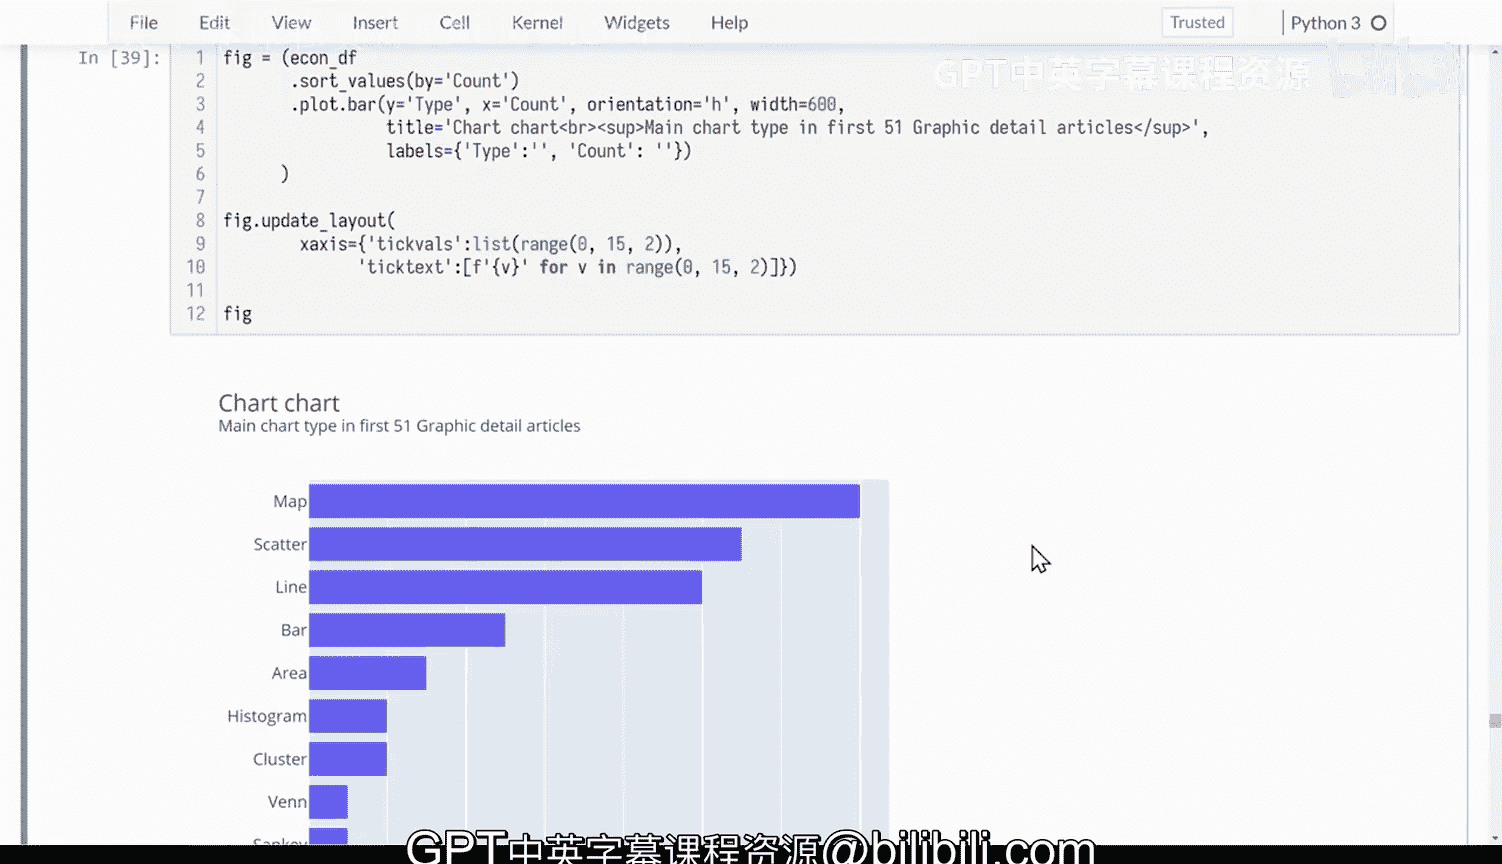 File Edit View Insert Cell Kernel Widgets Help Trusted Python 3
GPT中英字幕课程资源
In [39]:
1 fig = (econ_df
2 .sort_values(by='Count')
3 .plot.bar(y='Type', x='Count', orientation='h', width=600,
4 title='Chart chart<br><sup>Main chart type in first 51 Graphic detail articles</sup>',
5 labels={'Type':'', 'Count': ''})
6 )
7
8 fig.update_layout(
9 xaxis={'tickvals':list(range(0, 15, 2)),
10 'ticktext':[f'{v}' for v in range(0, 15, 2)]})
11
12 fig
Chart chart
Main chart type in first 51 Graphic detail articles
Map
Scatter
Line
Bar
Area
Histogram
Cluster
Venn
Sankey
GPT中英字幕课程资源@bilibili.com